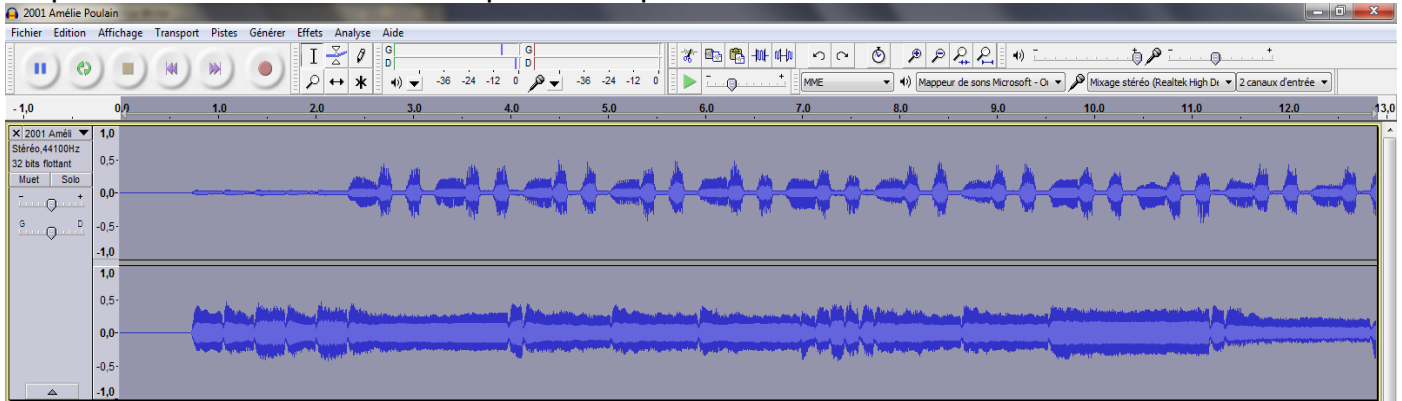 2001 Amélie Poulain
Fichier Edition Affichage Transport Pistes Générer Effets Analyse Aide
G G
D D
-36 -24 -12 0 -36 -24 -12 0
MME Mappeur de sons Microsoft - Ou Mixage stéréo (Realtek High De 2 canaux d'entrée
- 1,0 0,0 1.0 2.0 3.0 4.0 5.0 6.0 7.0 8.0 9.0 10.0 11.0 12.0 13,0
X 2001 Améli 1,0
Stéréo,44100Hz
32 bits flottant 0,5-
Muet Solo
- + 0,0-
G D -0,5-
-1,0
1,0
0,5-
0,0-
-0,5-
-1,0